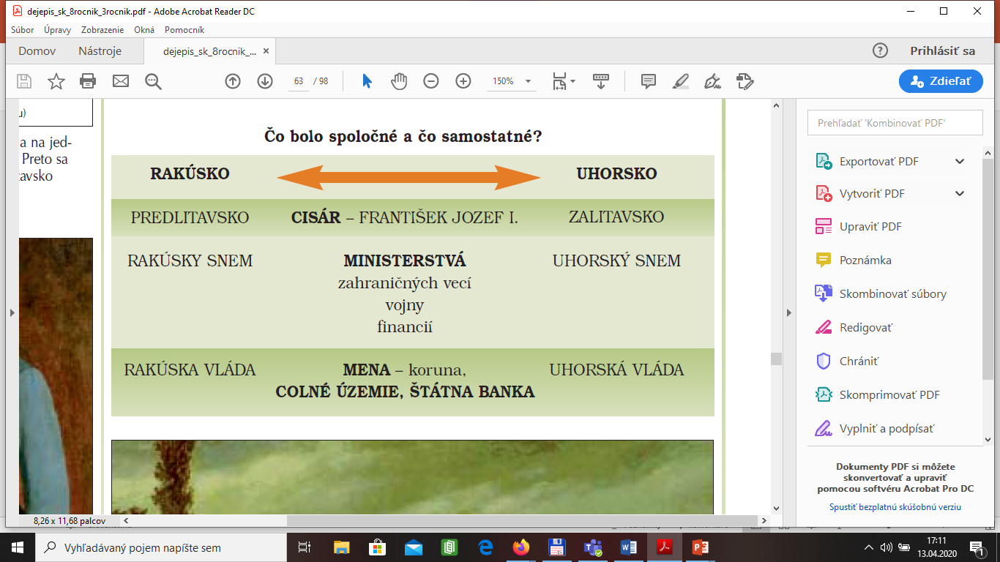 dejepis_sk_8rocnik_3rocnik.pdf - Adobe Acrobat Reader DC
Súbor Úpravy Zobrazenie Okná Pomocník
Domov Nástroje dejepis_sk_8rocnik_... × Prihlásiť sa
63 / 98 150% Zdieľať
u)
a na jed-
Preto sa
tavsko
Čo bolo spoločné a čo samostatné?
RAKÚSKO UHORSKO
PREDLITAVSKO CISÁR – FRANTIŠEK JOZEF I. ZALITAVSKO
RAKÚSKY SNEM MINISTERSTVÁ UHORSKÝ SNEM
zahraničných vecí
vojny
financií
RAKÚSKA VLÁDA MENA – koruna, UHORSKÁ VLÁDA
COLNÉ ÚZEMIE, ŠTÁTNA BANKA
8,26 x 11,68 palcov
Prehľadať 'Kombinovať PDF'
Exportovať PDF
Vytvoriť PDF
Upraviť PDF
Poznámka
Skombinovať súbory
Redigovať
Chrániť
Skomprimovať PDF
Vyplniť a podpísať
Dokumenty PDF si môžete
skonvertovať a upraviť
pomocou softvéru Acrobat Pro DC
Spustiť bezplatnú skúšobnú verziu
Vyhľadávaný pojem napíšte sem
17:11
13.04.2020
1